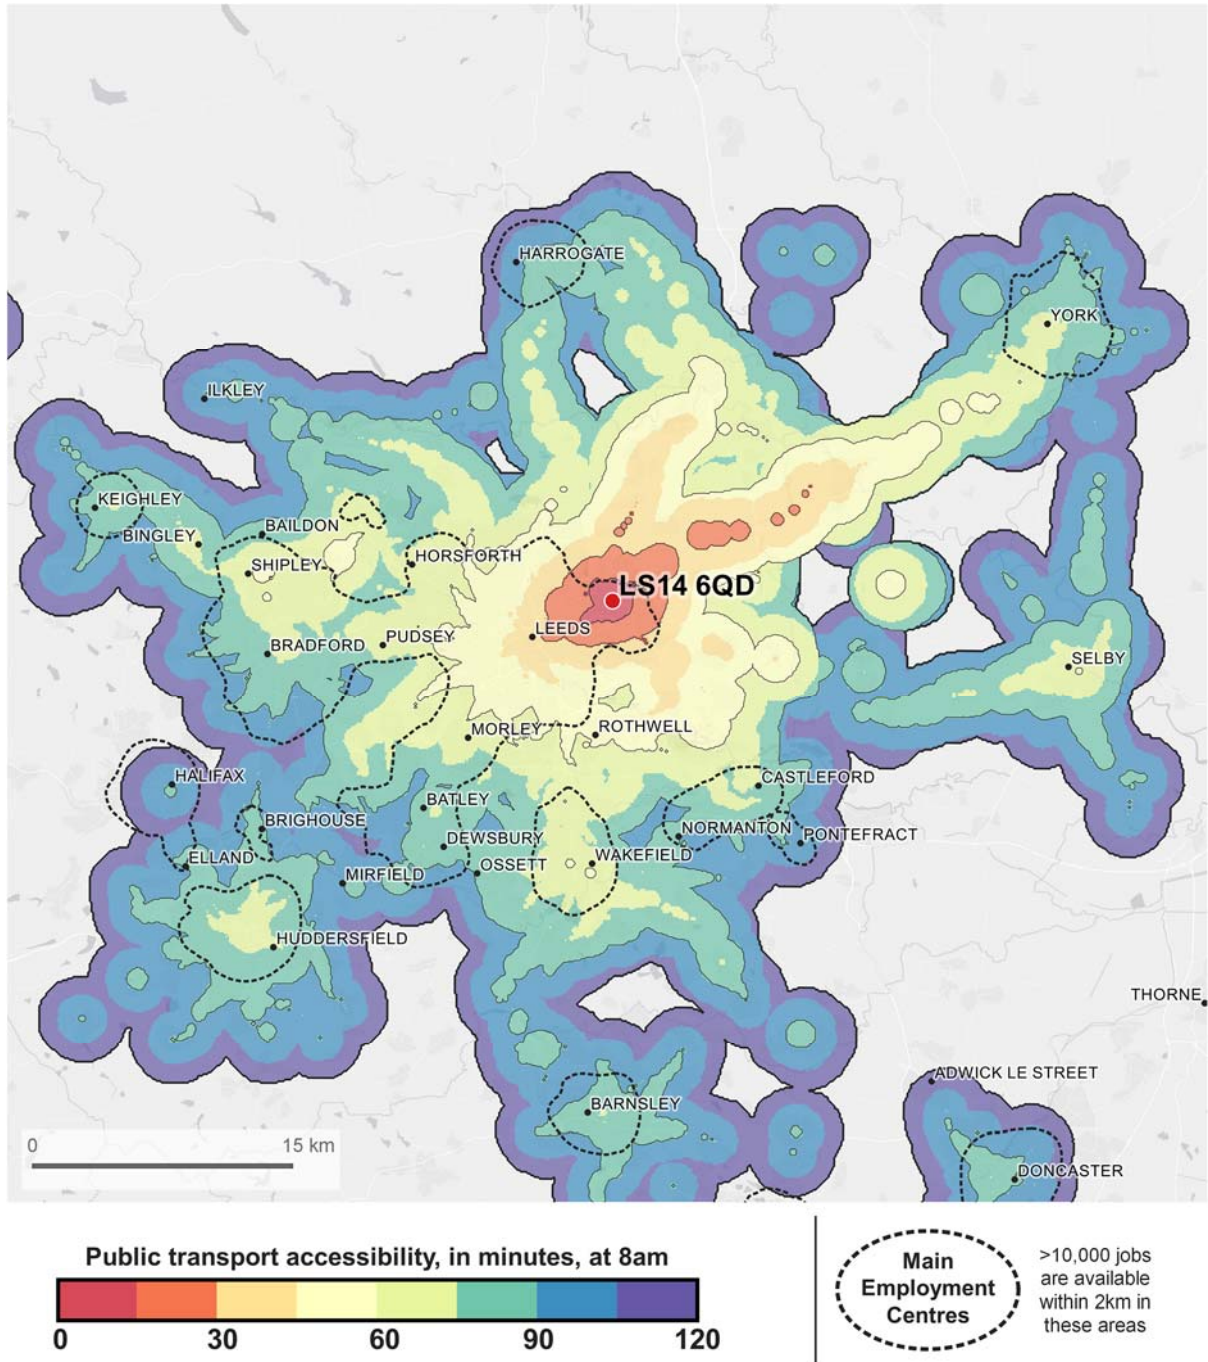 HARROGATE
YORK
ILKLEY
KEIGHLEY
BINGLEY
BAILDON
SHIPLEY
HORSFORTH
LS14 6QD
LEEDS
PUDSEY
BRADFORD
SELBY
MORLEY
ROTHWELL
HALIFAX
CASTLEFORD
BATLEY
BRIGHOUSE
NORMANTON
PONTEFRACT
DEWSBURY
ELLAND
OSSETT
WAKEFIELD
MIRFIELD
HUDDERSFIELD
THORNE
ADWICK LE STREET
BARNSLEY
DONCASTER
0 15 km
Public transport accessibility, in minutes, at 8am
0 30 60 90 120
Main
Employment
Centres
>10,000 jobs
are available
within 2km in
these areas